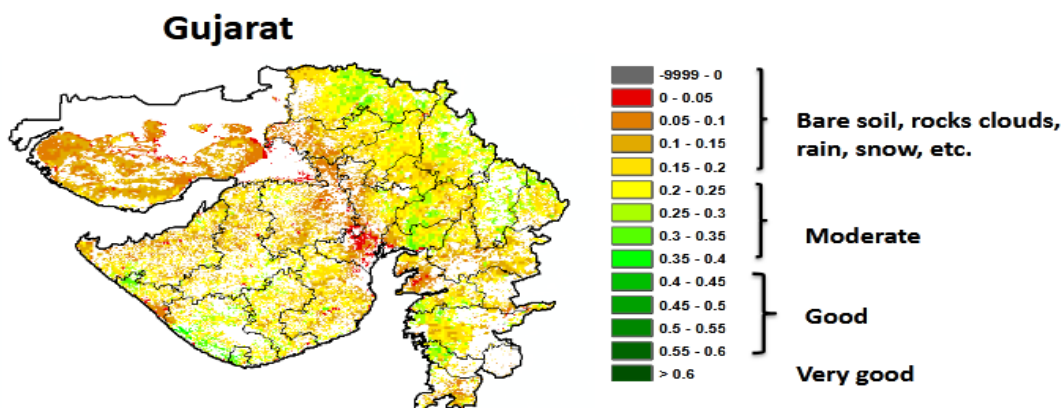 Gujarat
-9999 - 0
0 - 0.05
0.05 - 0.1
0.1 - 0.15
0.15 - 0.2
0.2 - 0.25
0.25 - 0.3
0.3 - 0.35
0.35 - 0.4
0.4 - 0.45
0.45 - 0.5
0.5 - 0.55
0.55 - 0.6
> 0.6
Bare soil, rocks clouds,
rain, snow, etc.
Moderate
Good
Very good